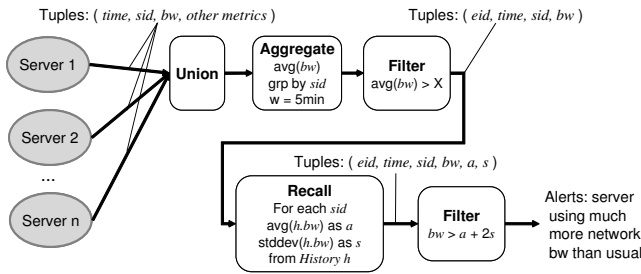 Tuples: ( time, sid, bw, other metrics )
Tuples: ( eid, time, sid, bw )
Server 1
Server 2
...
Server n
Union
Aggregate
avg(bw)
grp by sid
w = 5min
Filter
avg(bw) > X
Tuples: ( eid, time, sid, bw, a, s )
Recall
For each sid
avg(h.bw) as a
stddev(h.bw) as s
from History h
Filter
bw > a + 2s
Alerts: server
using much
more network
bw than usual